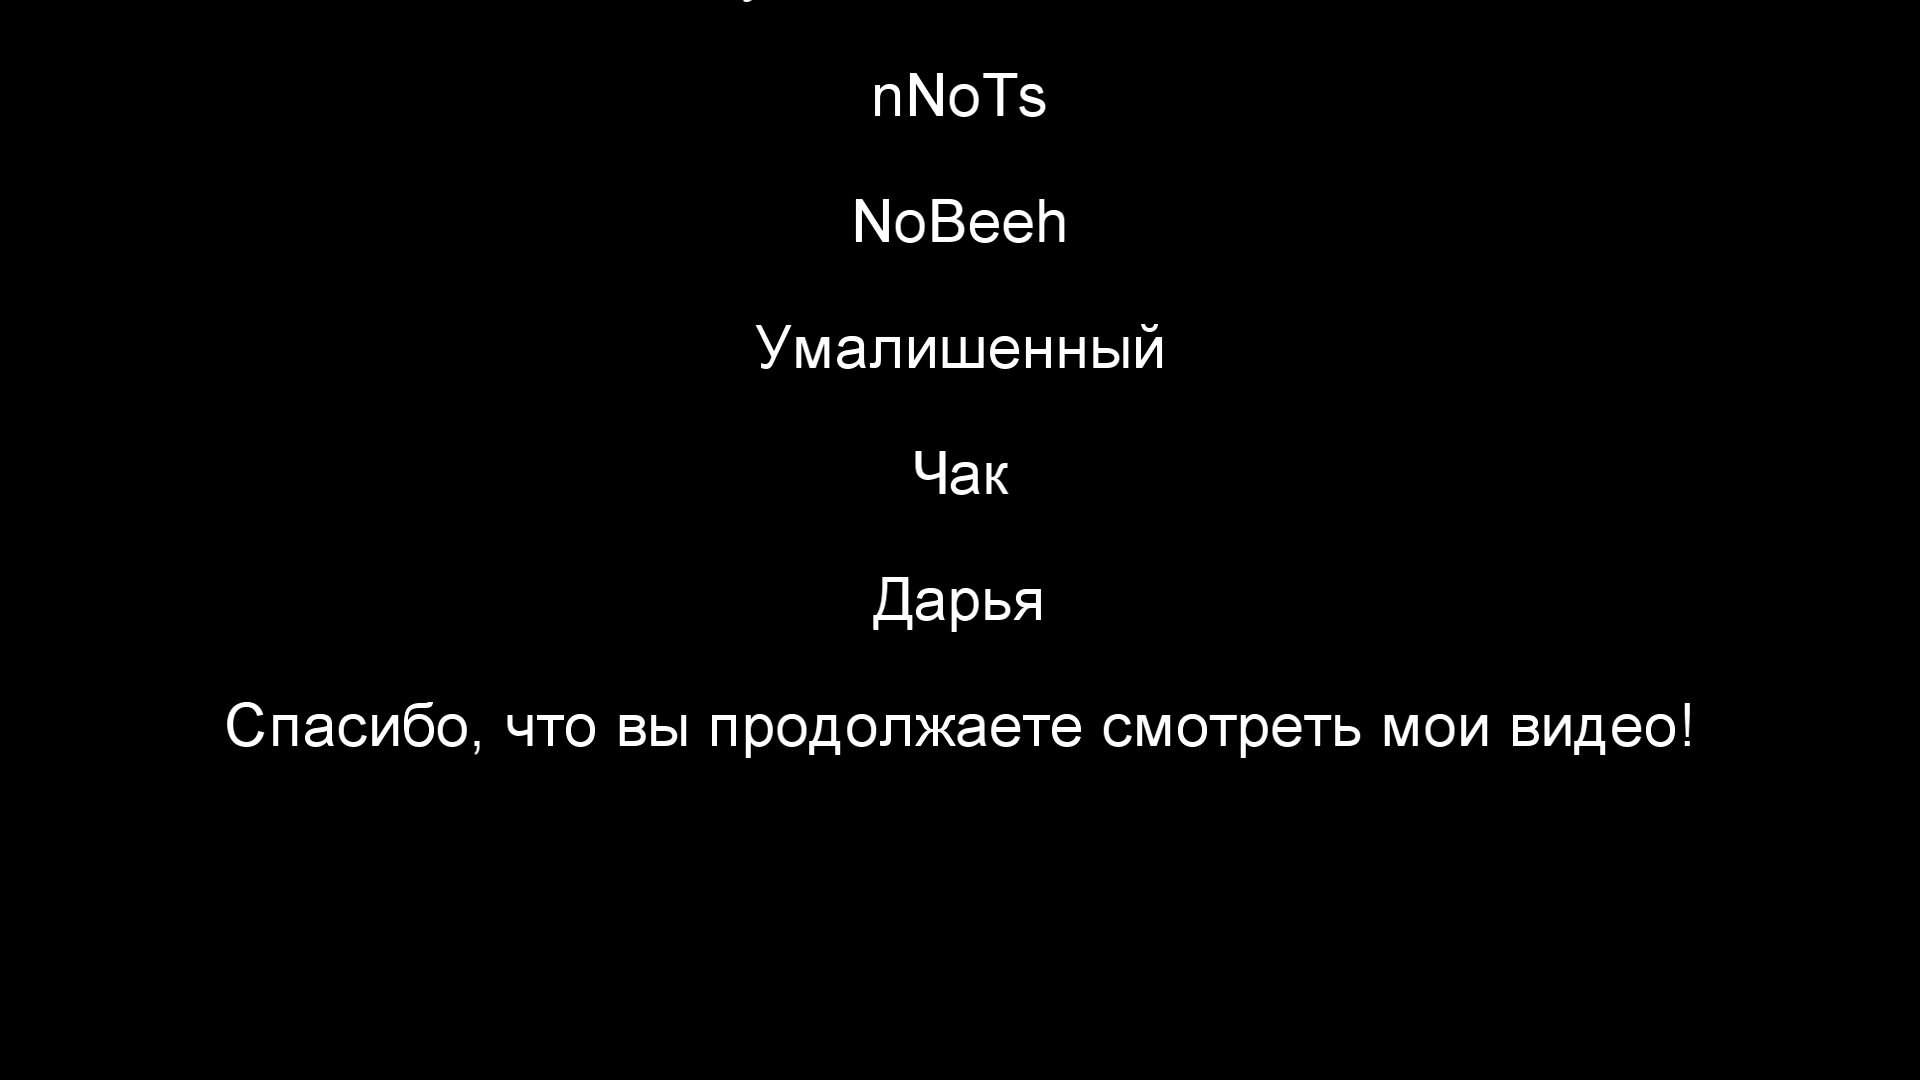 nNoTs
NoBeeh
Умалишенный
Чак
Дарья
Спасибо, что вы продолжаете смотреть мои видео!